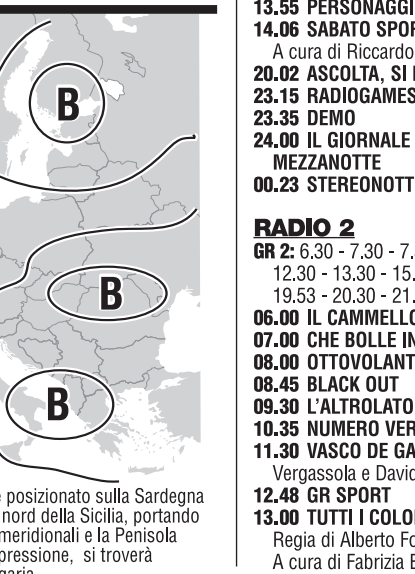 B
B
B
posizionato sulla Sardegna
nord della Sicilia, portando
meridionali e la Penisola
si troverà
13.55 PERSONAGGI
14.06 SABATO SPOR
A cura di Riccardo
20.02 ASCOLTA, SI
23.15 RADIOGAMES
23.35 DEMO
24.00 IL GIORNALE
MEZZANOTTE
00.23 STEREONOTT
RADIO 2
GR 2: 6.30 - 7.30 - 7.
12.30 - 13.30 - 15.
19.53 - 20.30 - 21.
06.00 IL CAMMELLO
07.00 CHE BOLLE IN
08.00 OTTOVOLANT
08.45 BLACK OUT
09.30 L'ALTROLATO
10.35 NUMERO VER
11.30 VASCO DE GA
Vergassola e David
12.48 GR SPORT
13.00 TUTTI I COLO
Regia di Alberto Fo
A cura di Fabrizia